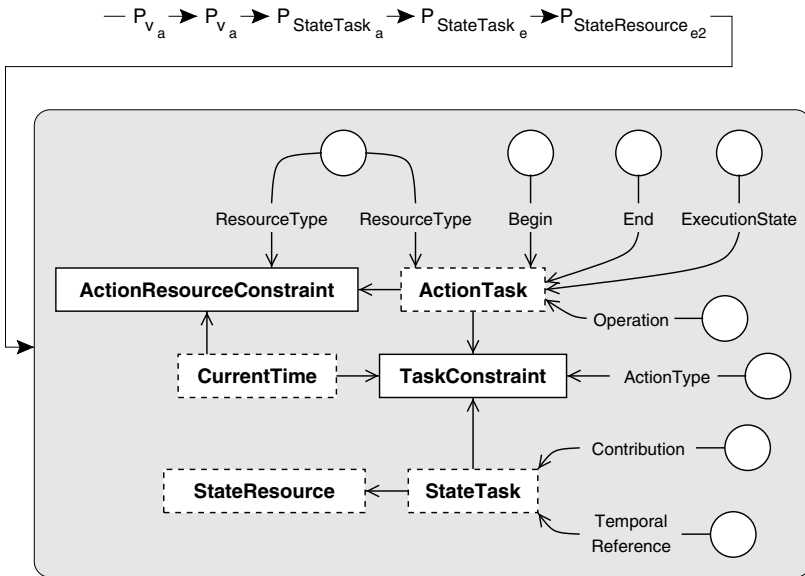 P_{v_a} P_{v_a} P_{StateTask_a} P_{StateTask_e} P_{StateResource_{e2}}
ResourceType ResourceType Begin End ExecutionState
ActionResourceConstraint ActionTask
Operation
CurrentTime TaskConstraint ActionType
Contribution
StateResource StateTask
Temporal
Reference